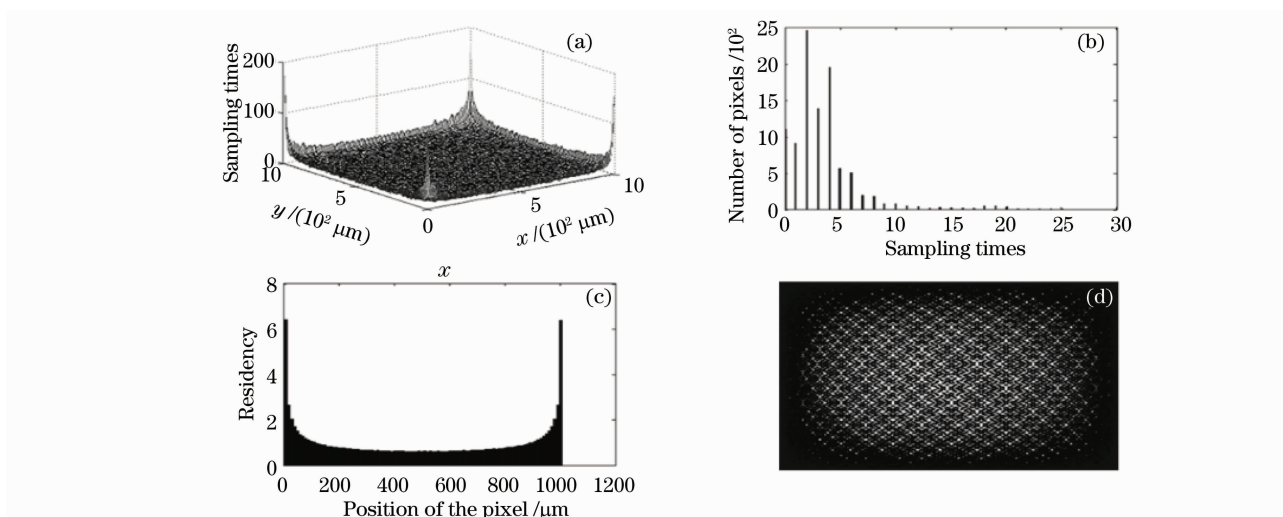 (a)
Sampling times
200
100
0
10
5
0
y /(10² μm)
5
10
x /(10² μm)
(b)
Number of pixels /10²
25
20
15
10
5
0
0 5 10 15 20 25 30
Sampling times
x
(c)
Residency
8
6
4
2
0
0 200 400 600 800 1000 1200
Position of the pixel /μm
(d)